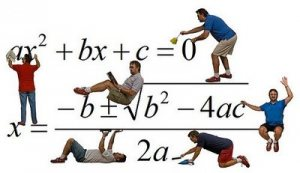 ax² + bx + c = 0
x = −b ± √b² − 4ac
2a